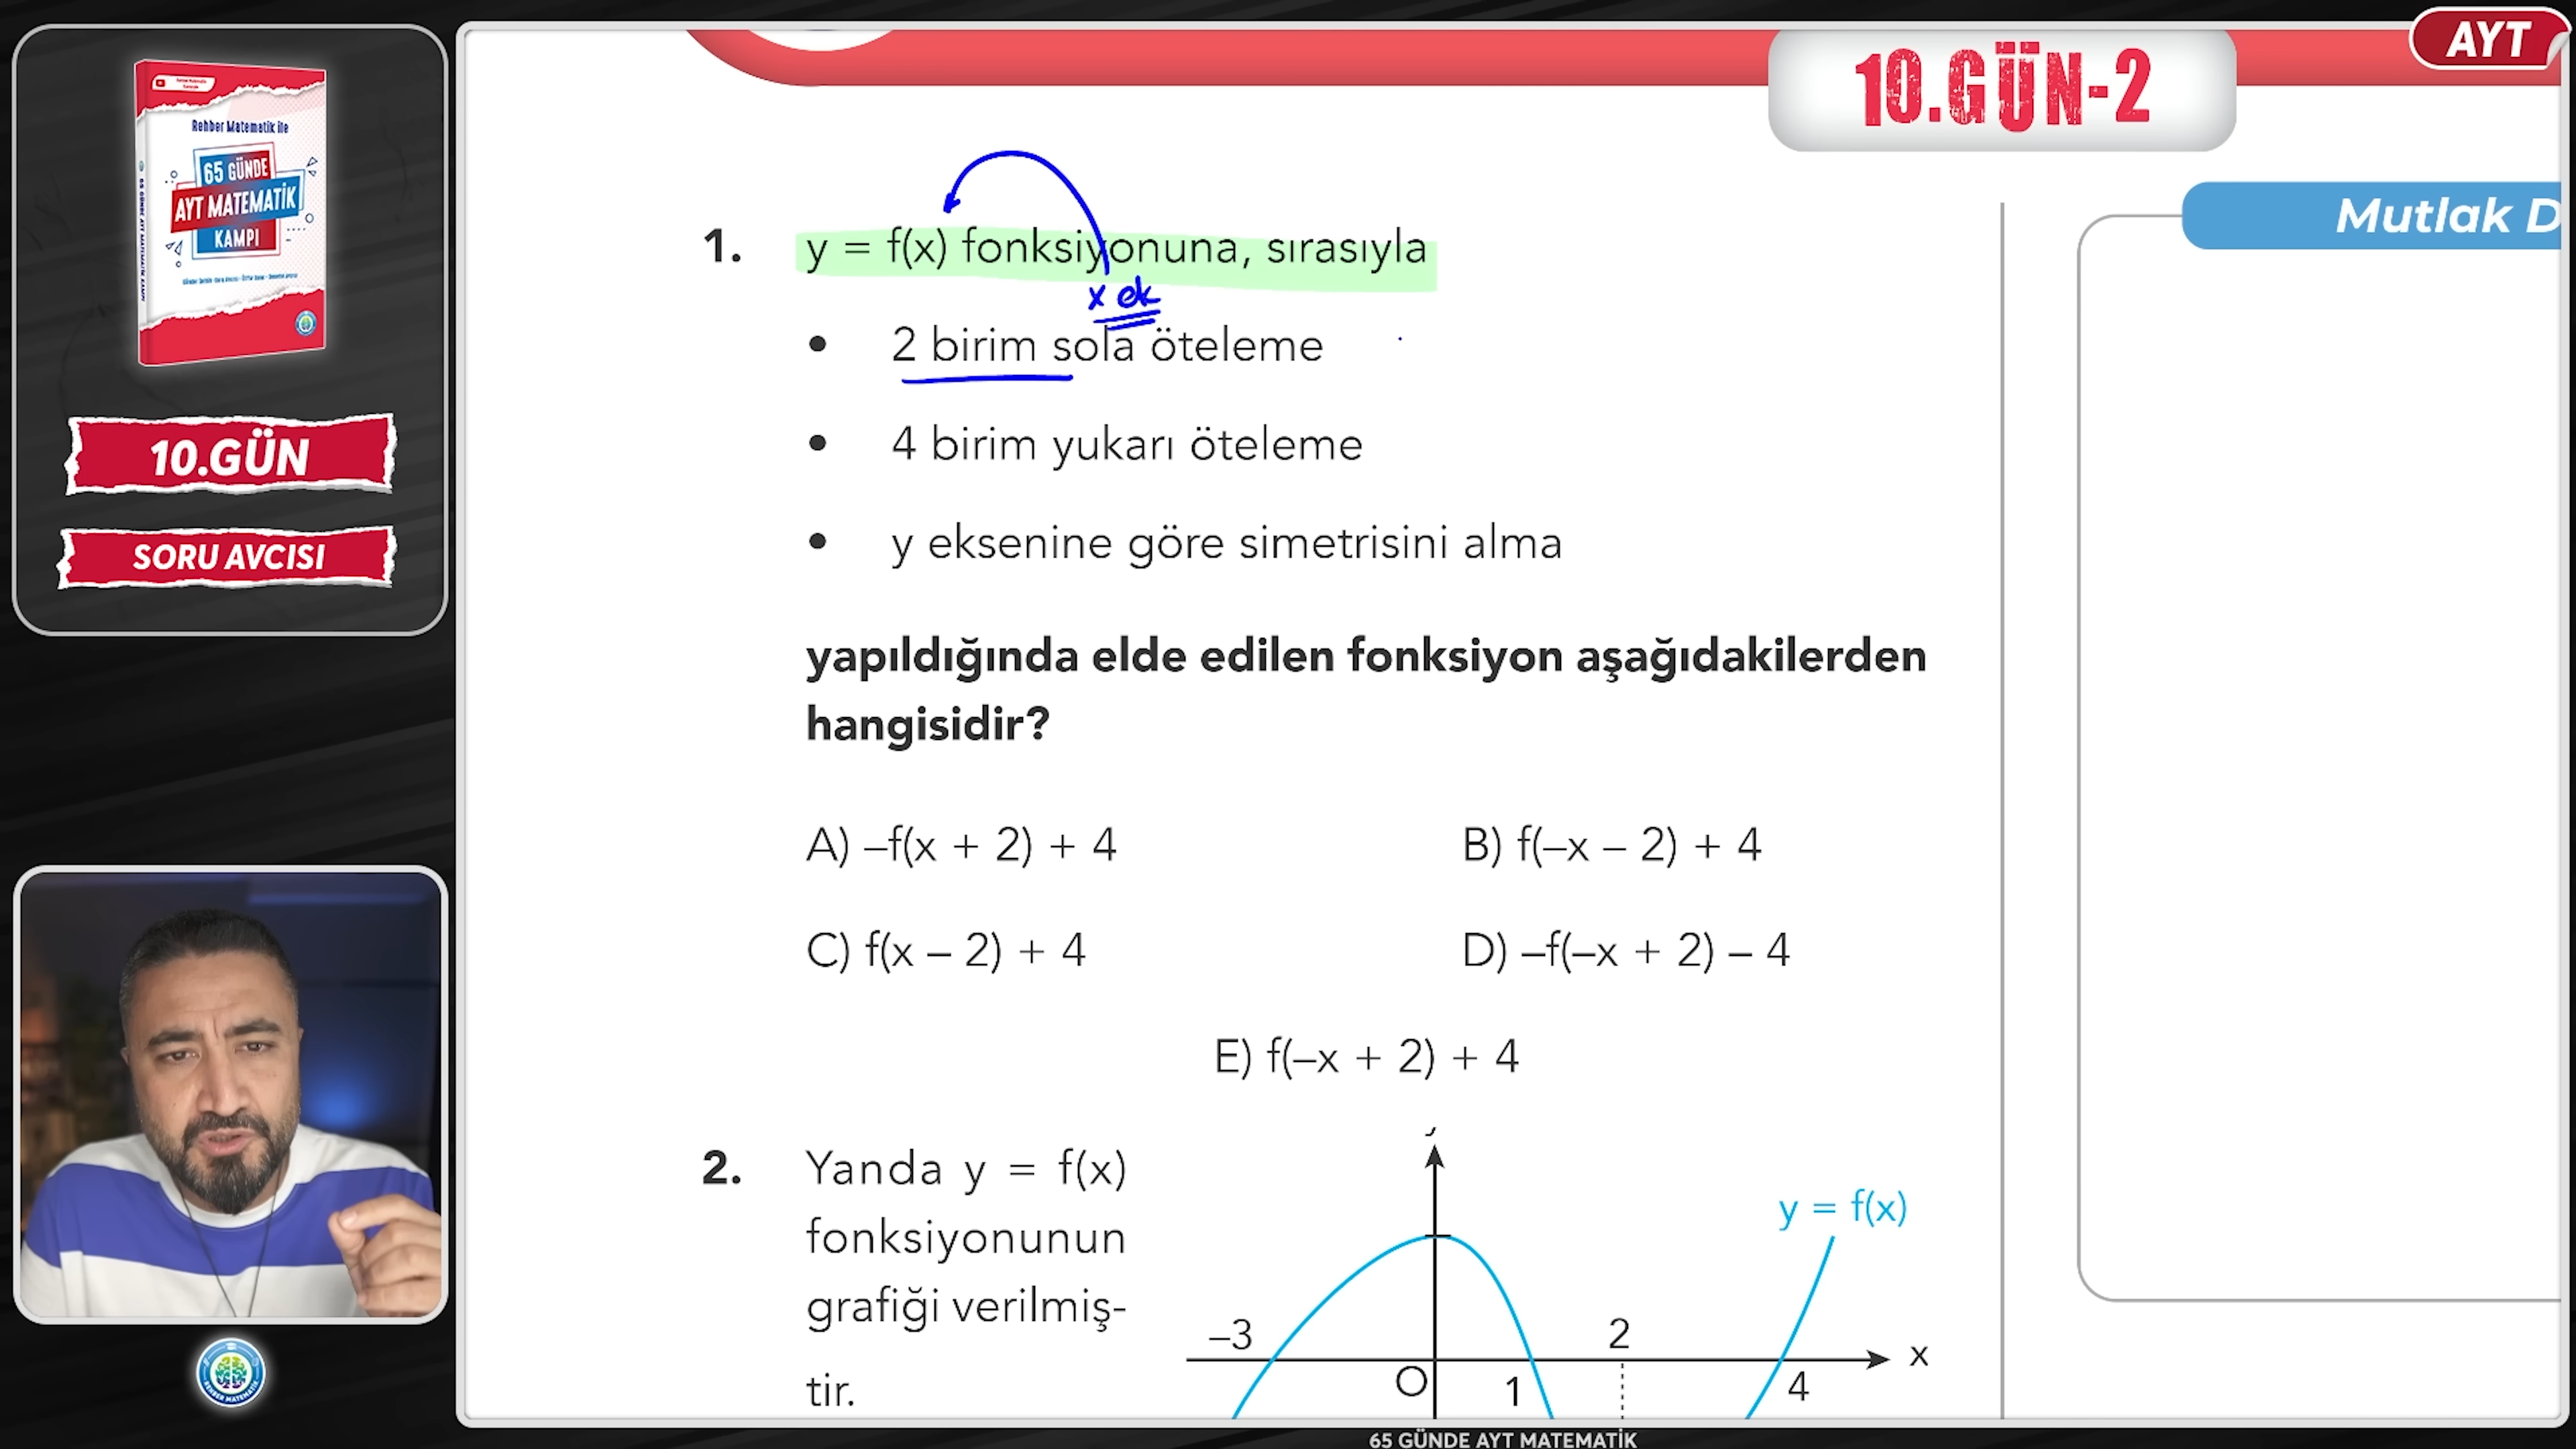 AYT
10.GÜN-2
Rehber Matematik ile
65 GÜNDE
AYT MATEMATİK
KAMPI
10.GÜN
SORU AVCISI
Mutlak D
1. y = f(x) fonksiyonuna, sırasıyla
x ek
• 2 birim sola öteleme
• 4 birim yukarı öteleme
• y eksenine göre simetrisini alma
yapıldığında elde edilen fonksiyon aşağıdakilerden
hangisidir?
A) –f(x + 2) + 4
B) f(–x – 2) + 4
C) f(x – 2) + 4
D) –f(–x + 2) – 4
E) f(–x + 2) + 4
2. Yanda y = f(x)
fonksiyonunun
grafiği verilmiş-
tir.
y = f(x)
–3
2
x
O
1
4
REHBER MATEMATİK
65 GÜNDE AYT MATEMATİK